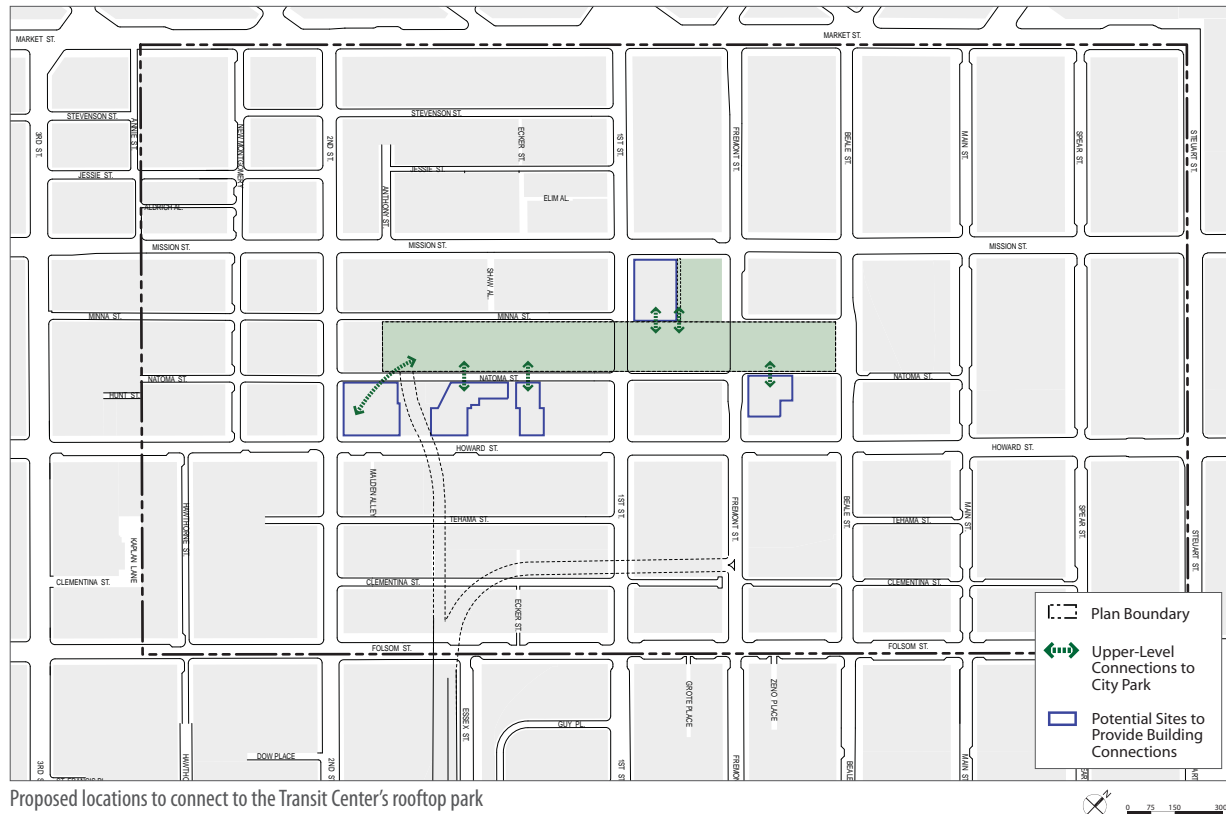 MARKET ST.
MARKET ST.
STEVENSON ST.
STEVENSON ST.
3RD ST.
ANNIE ST.
NEW MONTGOMERY
2ND ST.
ECKER ST.
1ST ST.
FREMONT ST.
BEALE ST.
MAIN ST.
SPEAR ST.
STEUART ST.
JESSIE ST.
JESSIE ST.
ANTHONY ST.
ELIM AL.
ALDRICH AL.
MISSION ST.
MISSION ST.
MISSION ST.
SHAW AL.
MINNA ST.
MINNA ST.
NATOMA ST.
NATOMA ST.
NATOMA ST.
HUNT ST.
HOWARD ST.
HOWARD ST.
MALDEN ALLEY
HAWTHORNE ST.
1ST ST.
FREMONT ST.
BEALE ST.
MAIN ST.
SPEAR ST.
STEUART ST.
TEHAMA ST.
TEHAMA ST.
KAPLAN LANE
CLEMENTINA ST.
CLEMENTINA ST.
CLEMENTINA ST.
ECKER ST.
FOLSOM ST.
FOLSOM ST.
GROTE PLACE
ZENO PLACE
ESSEX ST.
GUY PL.
DOW PLACE
3RD S
HAWTHO
2ND ST.
1ST ST.
FREMON
BEALE
MAIN ST
Plan Boundary
Upper-Level
Connections to
City Park
Potential Sites to
Provide Building
Connections
Proposed locations to connect to the Transit Center's rooftop park
N
0 75 150 300